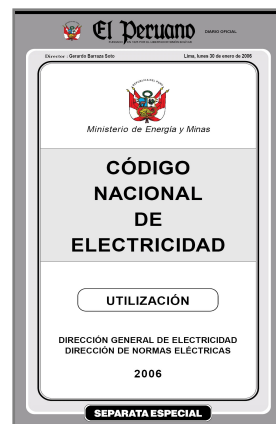 El Peruano
DIARIO OFICIAL
Director : Gerardo Barraza Soto
Lima, lunes 30 de enero de 2006
Ministerio de Energía y Minas
CÓDIGO
NACIONAL
DE
ELECTRICIDAD
UTILIZACIÓN
DIRECCIÓN GENERAL DE ELECTRICIDAD
DIRECCIÓN DE NORMAS ELÉCTRICAS
2006
SEPARATA ESPECIAL